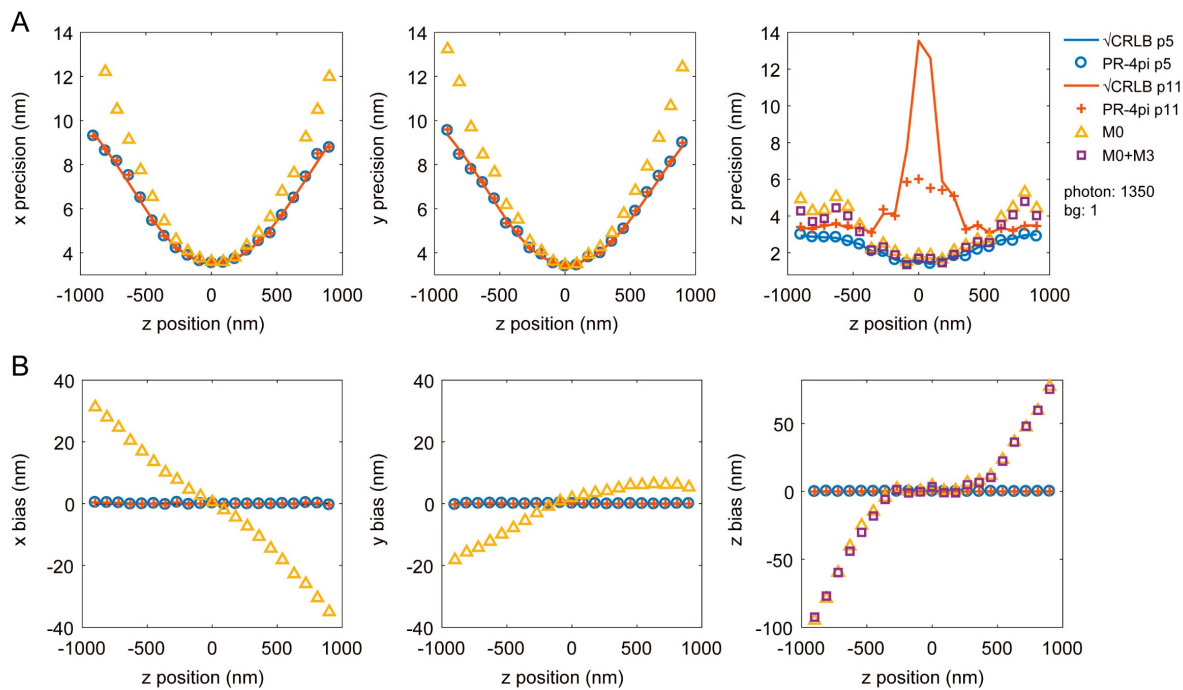 A
x precision (nm)
14
12
10
8
6
4
-1000 -500 0 500 1000
z position (nm)
y precision (nm)
14
12
10
8
6
4
-1000 -500 0 500 1000
z position (nm)
z precision (nm)
14
12
10
8
6
4
2
-1000 -500 0 500 1000
z position (nm)
√CRLB p5
PR-4pi p5
√CRLB p11
PR-4pi p11
M0
M0+M3
photon: 1350
bg: 1
B
x bias (nm)
40
20
0
-20
-40
-1000 -500 0 500 1000
z position (nm)
y bias (nm)
40
20
0
-20
-40
-1000 -500 0 500 1000
z position (nm)
z bias (nm)
50
0
-50
-100
-1000 -500 0 500 1000
z position (nm)